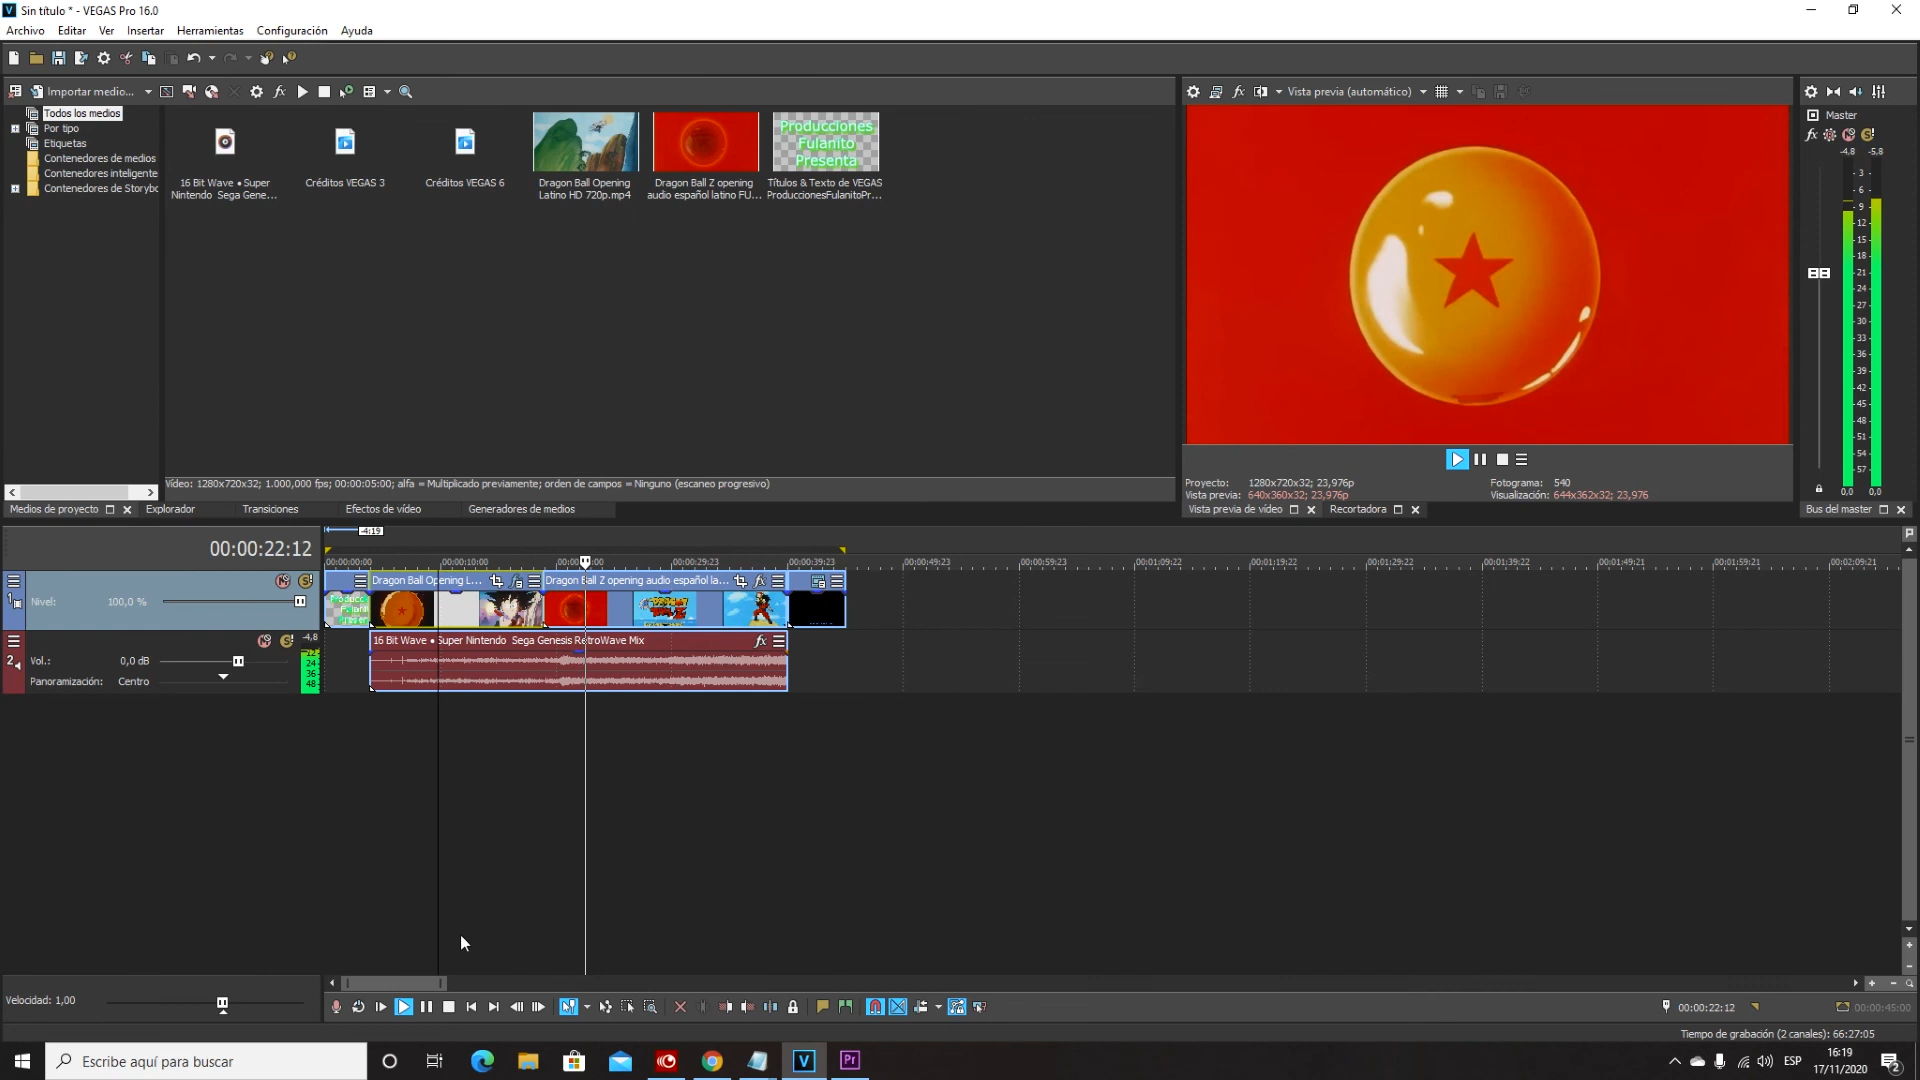 Sin título * - VEGAS Pro 16.0
Archivo Editar Ver Insertar Herramientas Configuración Ayuda
Importar medio...
Todos los medios
Por tipo
Etiquetas
Contenedores de medios
Contenedores inteligente
Contenedores de Storybo
16 Bit Wave • Super
Nintendo Sega Gene...
Créditos VEGAS 3
Créditos VEGAS 6
Dragon Ball Opening
Latino HD 720p.mp4
Dragon Ball Z opening
audio español latino FU...
Producciones
Fulanito
Presenta
Títulos & Texto de VEGAS
ProduccionesFulanitoPr...
Vídeo: 1280x720x32; 1.000,000 fps; 00:00:05:00; alfa = Multiplicado previamente; orden de campos = Ninguno (escaneo progresivo)
Medios de proyecto Explorador Transiciones Efectos de vídeo Generadores de medios
Vista previa (automático)
Proyecto: 1280x720x32; 23,976p
Vista previa: 640x360x32; 23,976p
Fotograma: 540
Visualización: 644x362x32; 23,976
Vista previa de vídeo Recortadora
Master
-4,8 -5,8
3
6
9
12
15
18
21
24
27
30
33
36
39
42
45
48
51
54
57
0,0 0,0
Bus del master
00:00:22:12
-4:19
00:00:00:00 00:00:10:00 00:00:29:23 00:00:39:23 00:00:49:23 00:00:59:23 00:01:09:22 00:01:19:22 00:01:29:22 00:01:39:22 00:01:49:21 00:01:59:21 00:02:09:21
1
Nivel: 100,0 %
Dragon Ball Opening L...
Dragon Ball Z opening audio español la...
2
-4,8
Vol.: 0,0 dB
Panoramización: Centro
24
36
48
16 Bit Wave • Super Nintendo Sega Genesis RetroWave Mix
Velocidad: 1,00
00:00:22:12
00:00:45:00
Tiempo de grabación (2 canales): 66:27:05
Escribe aquí para buscar
V
Pr
ESP
16:19
17/11/2020
2